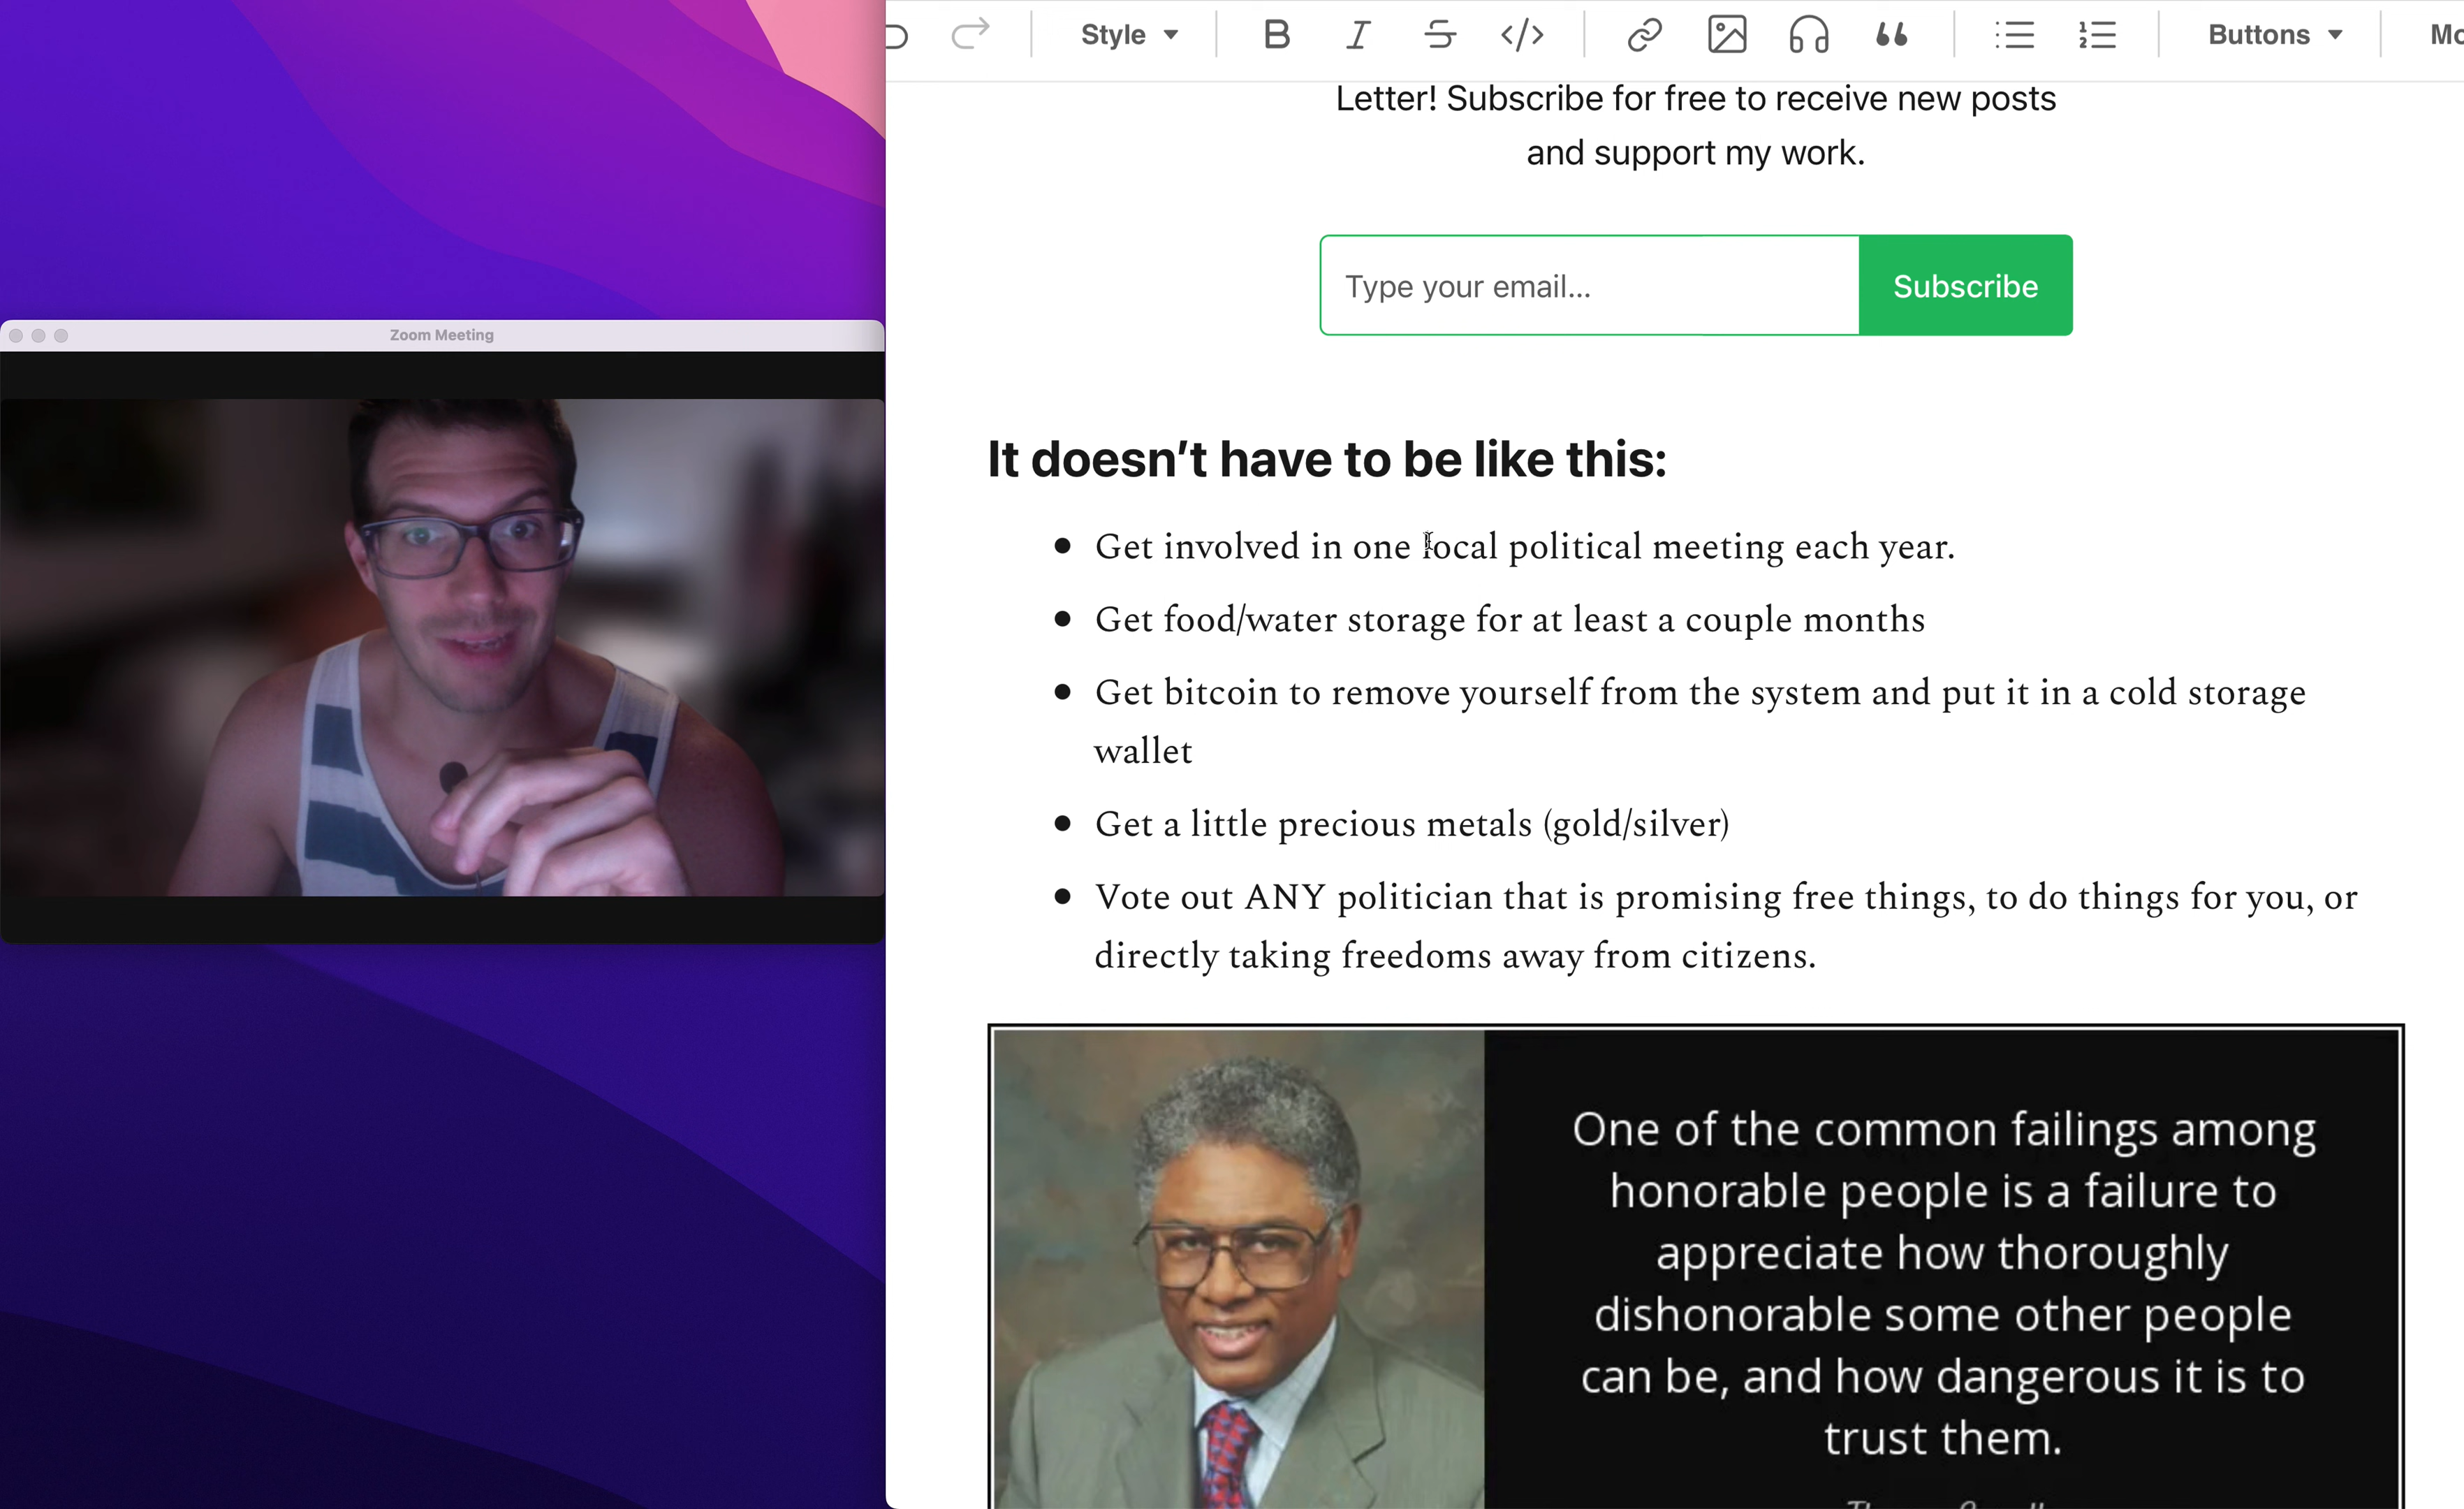 Style
Buttons
Letter! Subscribe for free to receive new posts
and support my work.
Type your email...
Subscribe
Zoom Meeting
It doesn’t have to be like this:
Get involved in one local political meeting each year.
Get food/water storage for at least a couple months
Get bitcoin to remove yourself from the system and put it in a cold storage
wallet
Get a little precious metals (gold/silver)
Vote out ANY politician that is promising free things, to do things for you, or
directly taking freedoms away from citizens.
One of the common failings among
honorable people is a failure to
appreciate how thoroughly
dishonorable some other people
can be, and how dangerous it is to
trust them.